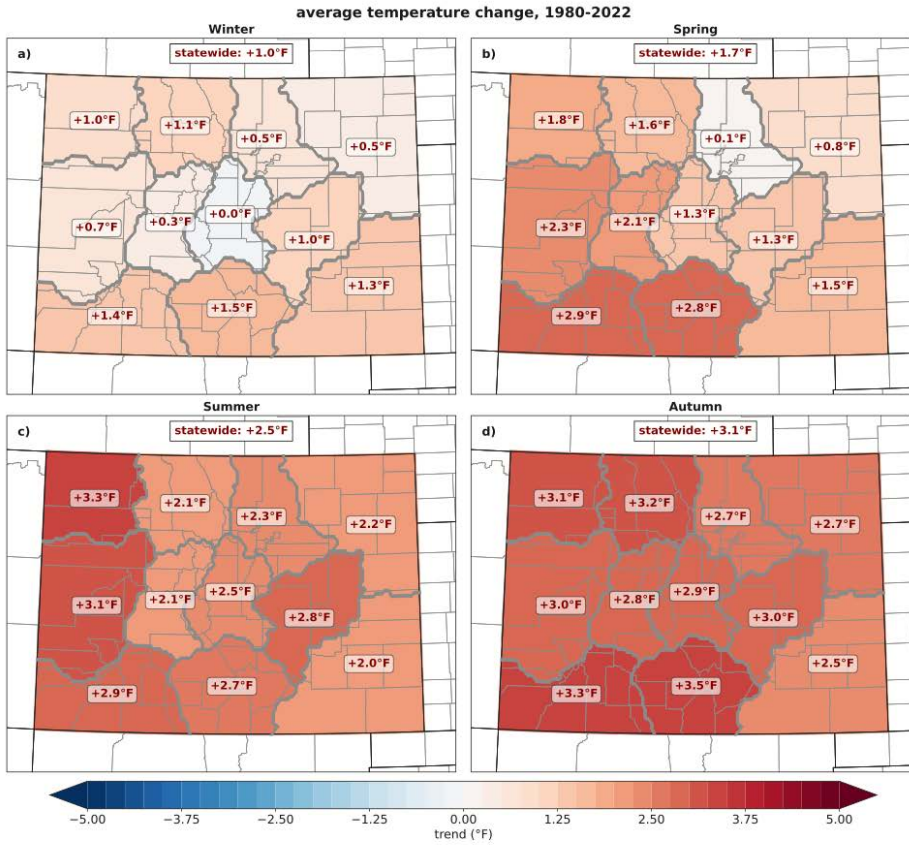 average temperature change, 1980-2022
Winter
a)
statewide: +1.0°F
+1.0°F
+1.1°F
+0.5°F
+0.5°F
+0.7°F
+0.3°F
+0.0°F
+1.0°F
+1.3°F
+1.4°F
+1.5°F
Spring
b)
statewide: +1.7°F
+1.8°F
+1.6°F
+0.1°F
+0.8°F
+2.3°F
+2.1°F
+1.3°F
+1.3°F
+1.5°F
+2.9°F
+2.8°F
Summer
c)
statewide: +2.5°F
+3.3°F
+2.1°F
+2.3°F
+2.2°F
+3.1°F
+2.1°F
+2.5°F
+2.8°F
+2.0°F
+2.9°F
+2.7°F
Autumn
d)
statewide: +3.1°F
+3.1°F
+3.2°F
+2.7°F
+2.7°F
+3.0°F
+2.8°F
+2.9°F
+3.0°F
+2.5°F
+3.3°F
+3.5°F
−5.00 −3.75 −2.50 −1.25 0.00 1.25 2.50 3.75 5.00
trend (°F)